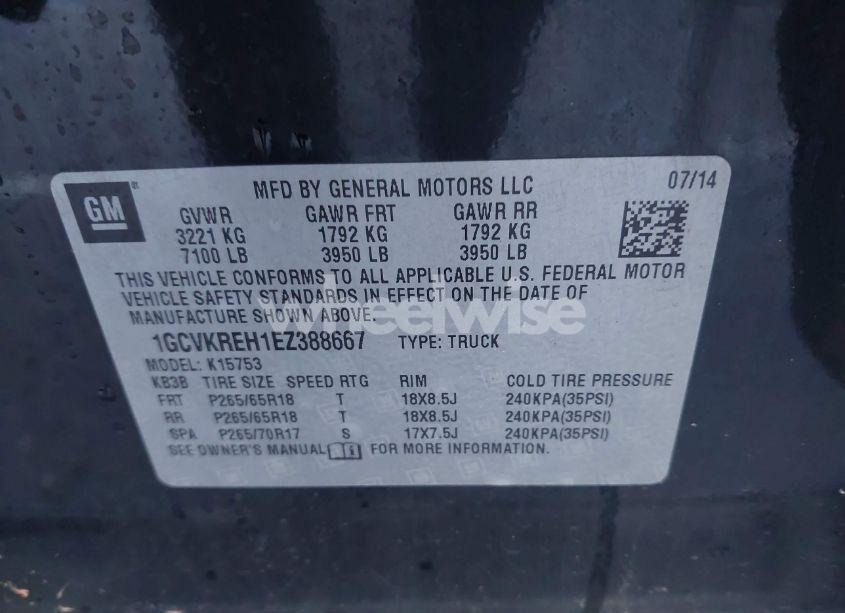 GM
MFD BY GENERAL MOTORS LLC
07/14
GVWR GAWR FRT GAWR RR
3221 KG 1792 KG 1792 KG
7100 LB 3950 LB 3950 LB
THIS VEHICLE CONFORMS TO ALL APPLICABLE U.S. FEDERAL MOTOR
VEHICLE SAFETY STANDARDS IN EFFECT ON THE DATE OF
MANUFACTURE SHOWN ABOVE.
wheelwise
1GCVKREH1EZ388667 TYPE: TRUCK
MODEL: K15753
KB3B TIRE SIZE SPEED RTG RIM COLD TIRE PRESSURE
FRT P265/65R18 T 18X8.5J 240KPA(35PSI)
RR P265/65R18 T 18X8.5J 240KPA(35PSI)
SPA P265/70R17 S 17X7.5J 240KPA(35PSI)
SEE OWNER'S MANUAL FOR MORE INFORMATION.